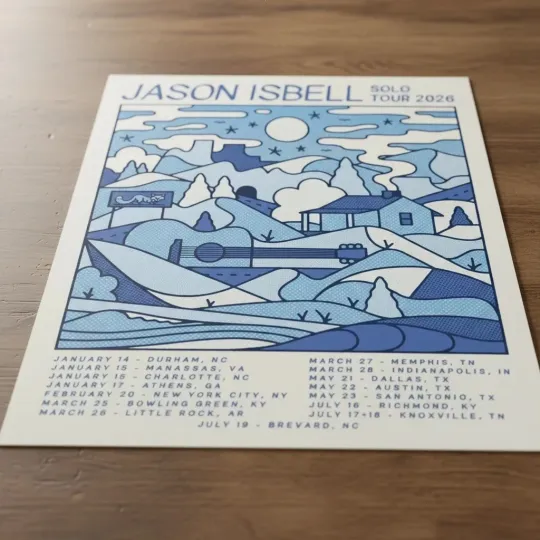 JASON ISBELL
SOLO
TOUR 2026
JANUARY 14 - DURHAM, NC
JANUARY 15 - MANASSAS, VA
JANUARY 15 - CHARLOTTE, NC
JANUARY 17 - ATHENS, GA
FEBRUARY 20 - NEW YORK CITY, NY
MARCH 25 - BOWLING GREEN, KY
MARCH 26 - LITTLE ROCK, AR
MARCH 27 - MEMPHIS, TN
MARCH 28 - INDIANAPOLIS, IN
MAY 21 - DALLAS, TX
MAY 22 - AUSTIN, TX
MAY 23 - SAN ANTONIO, TX
JULY 16 - RICHMOND, KY
JULY 17+18 - KNOXVILLE, TN
JULY 19 - BREVARD, NC